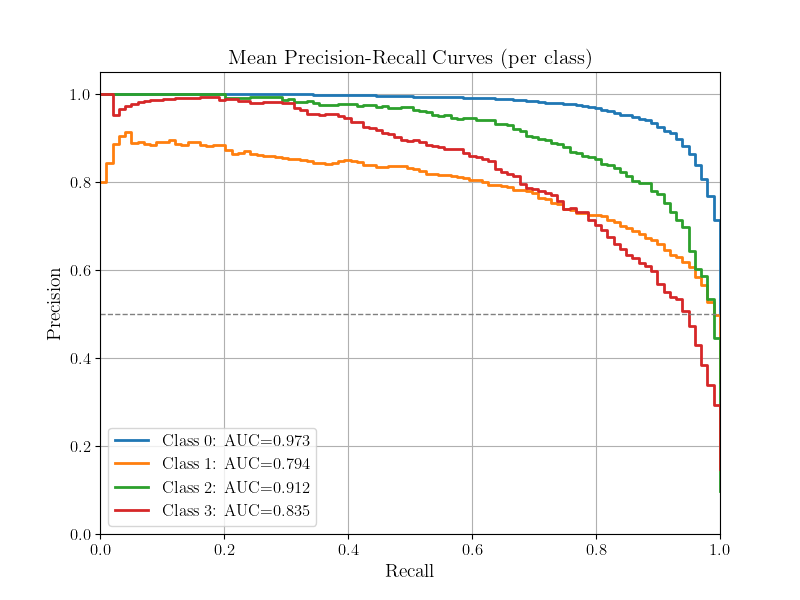 Mean Precision-Recall Curves (per class)
Precision
1.0
0.8
0.6
0.4
0.2
0.0
Class 0: AUC=0.973
Class 1: AUC=0.794
Class 2: AUC=0.912
Class 3: AUC=0.835
0.0 0.2 0.4 0.6 0.8 1.0
Recall